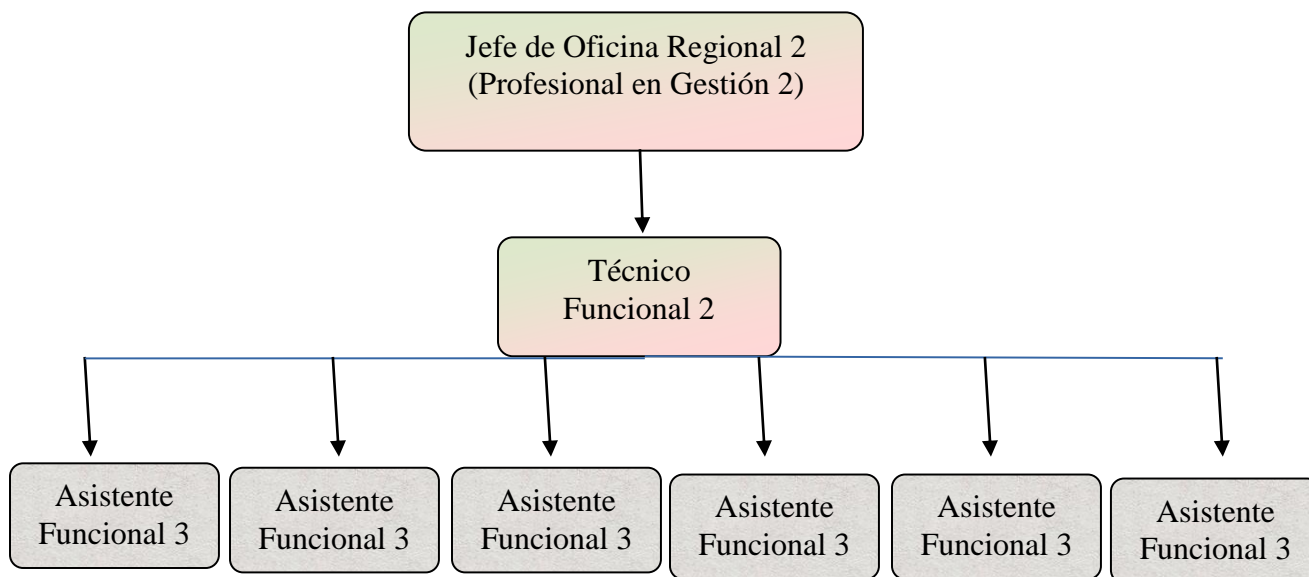 Jefe de Oficina Regional 2
(Profesional en Gestión 2)
Técnico
Funcional 2
Asistente
Funcional 3
Asistente
Funcional 3
Asistente
Funcional 3
Asistente
Funcional 3
Asistente
Funcional 3
Asistente
Funcional 3